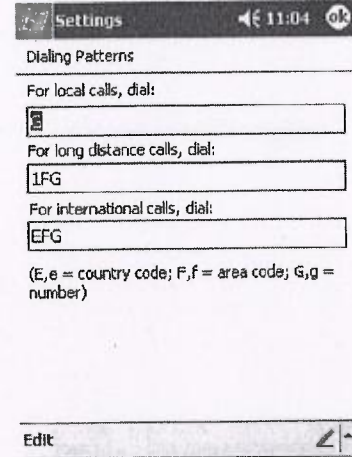 Settings 11:04 ok
Dialing Patterns
For local calls, dial:
G
For long distance calls, dial:
1FG
For international calls, dial:
EFG
(E,e = country code; F,f = area code; G,g =
number)
Edit